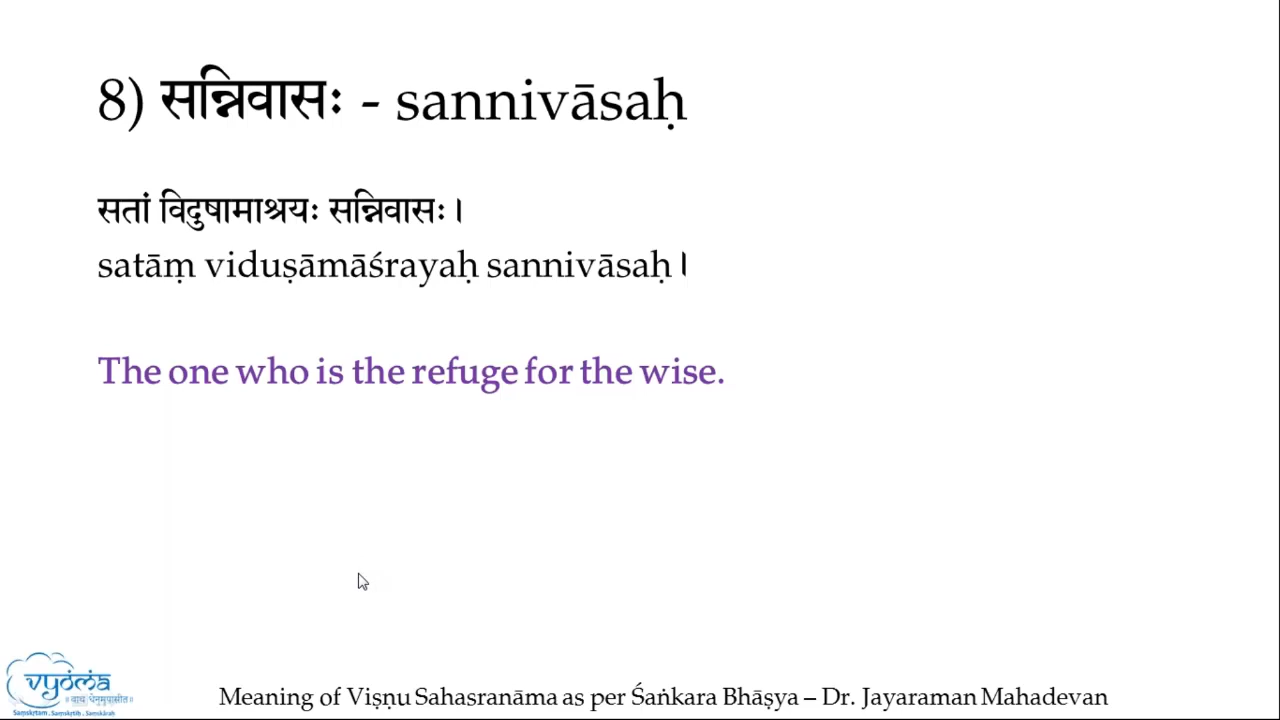 8) सन्निवासः - sannivāsaḥ
सतां विदुषामाश्रयः सन्निवासः ।
satāṃ viduṣāmāśrayaḥ sannivāsaḥ ।
The one who is the refuge for the wise.
vyoma
॥ वाचं धेनुमुपासीत ॥
Saṃskṛtam . Saṃskṛtiḥ . Saṃskāraḥ
Meaning of Viṣṇu Sahasranāma as per Śaṅkara Bhāṣya – Dr. Jayaraman Mahadevan